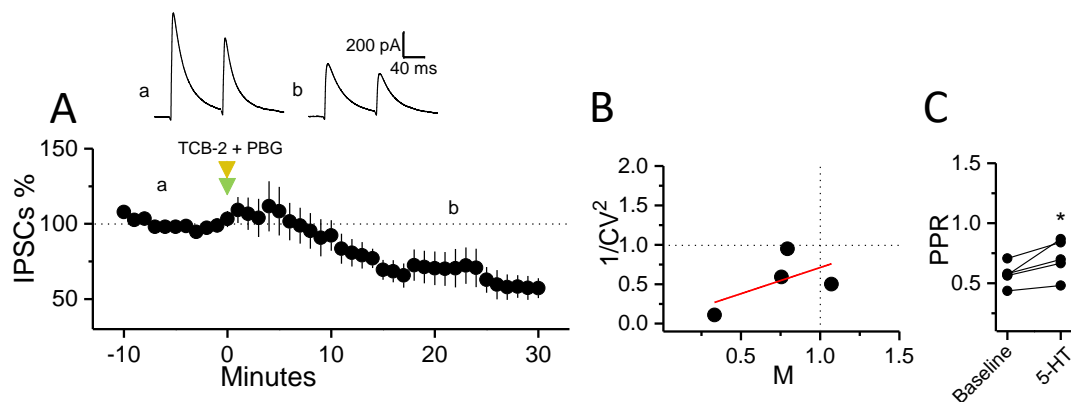 A
a
b
200 pA
40 ms
TCB-2 + PBG
a
b
IPSCs %
150
100
50
-10
0
10
20
30
Minutes
B
1/CV²
2.0
1.5
1.0
0.5
0.0
0.5
1.0
1.5
M
C
PPR
1.5
1.0
0.5
*
Baseline
5-HT